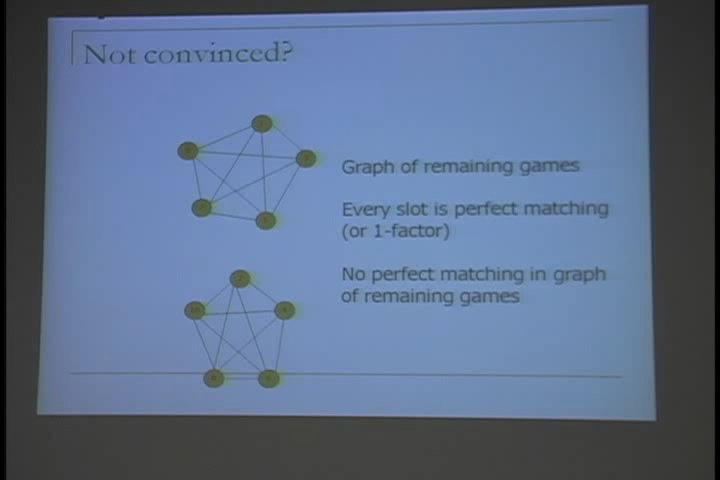 Not convinced?
Graph of remaining games
Every slot is perfect matching
(or 1-factor)
No perfect matching in graph
of remaining games